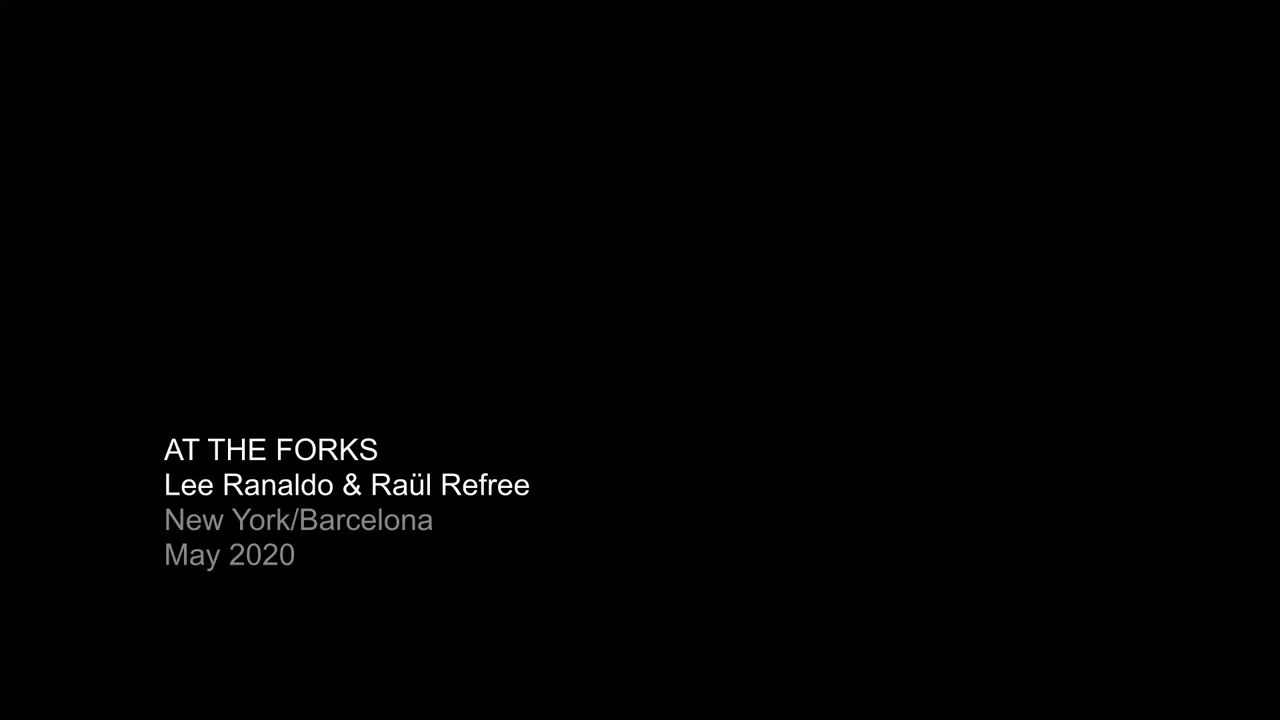 AT THE FORKS
Lee Ranaldo & Raül Refree
New York/Barcelona
May 2020